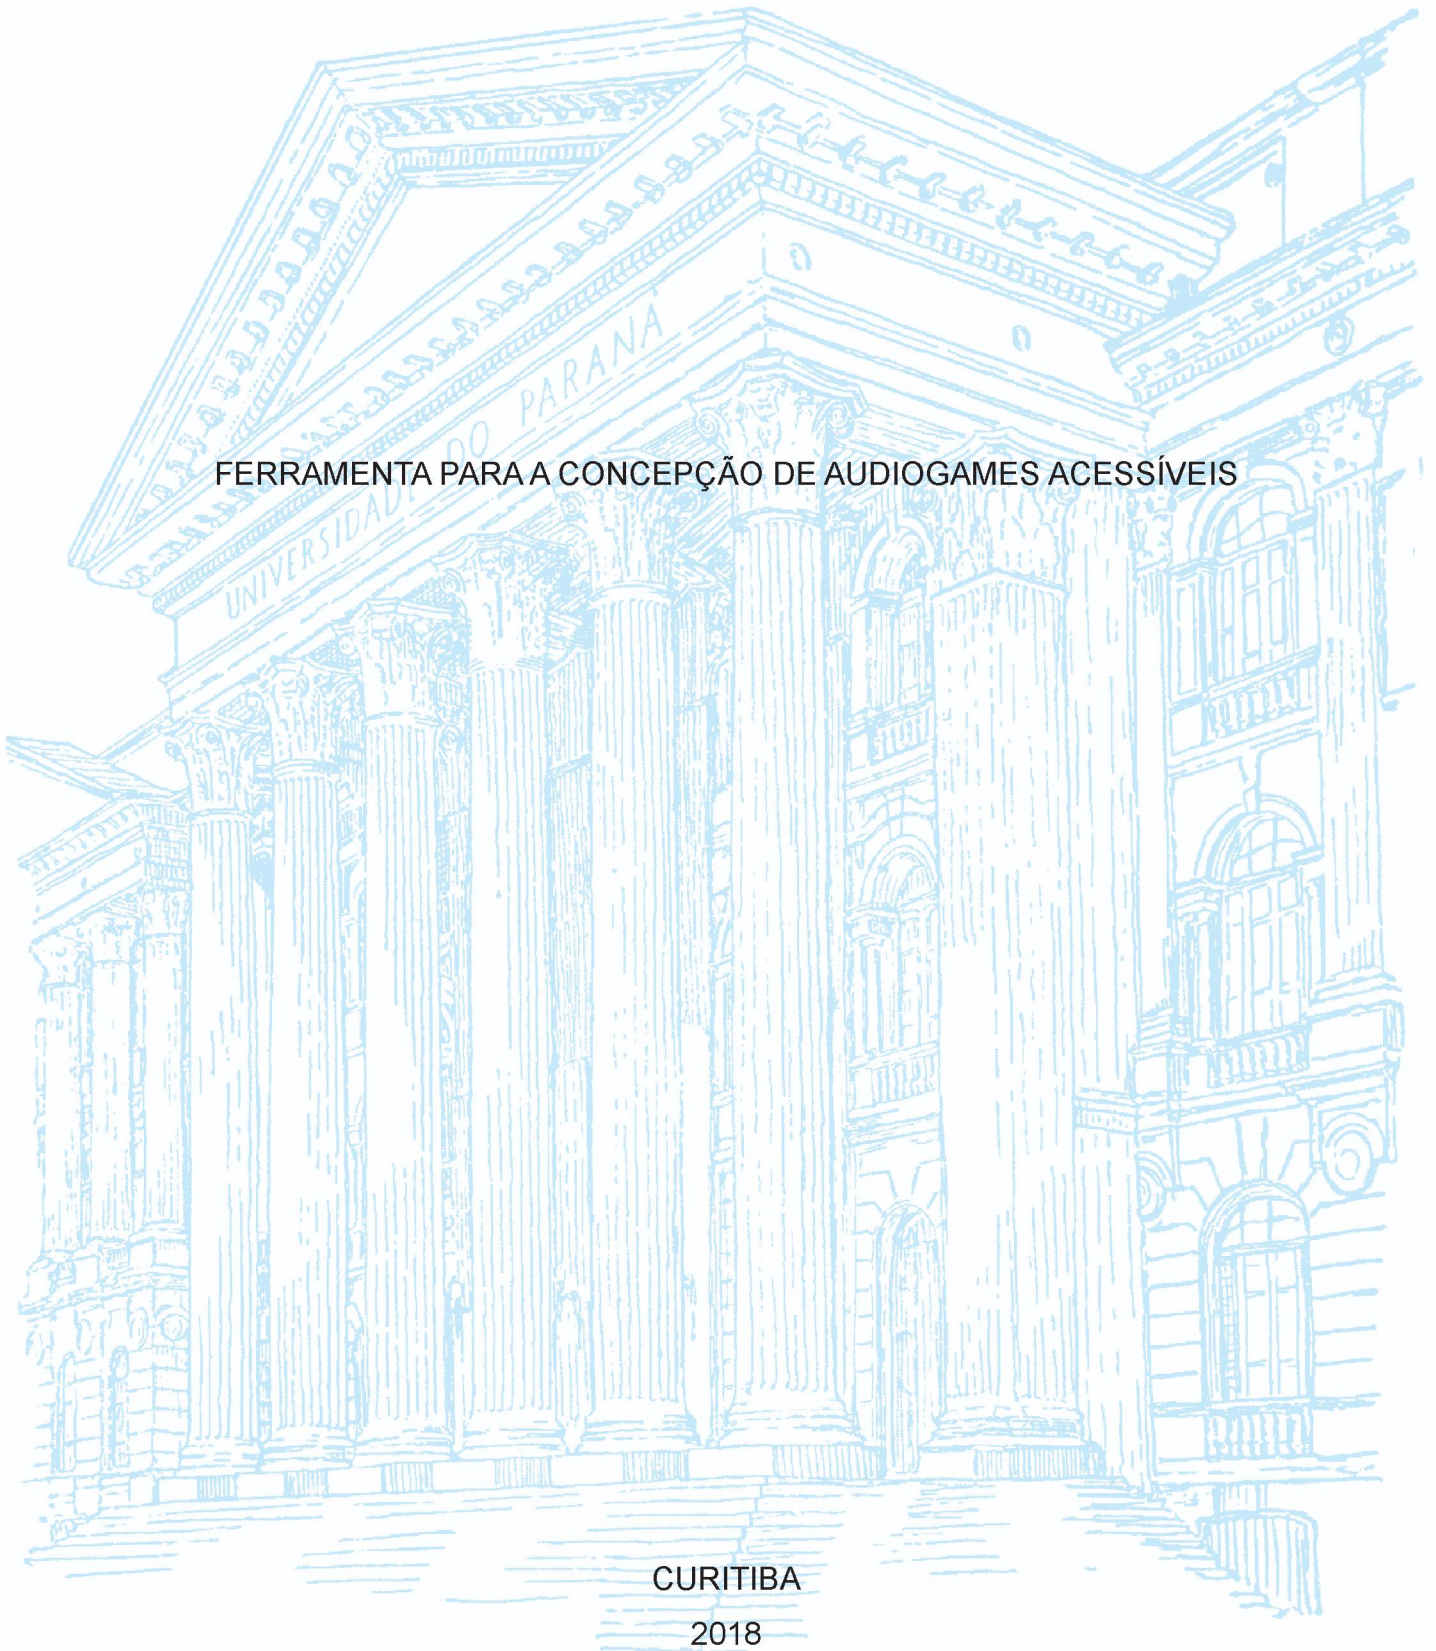 UNIVERSIDADE DO PARANÁ
FERRAMENTA PARA A CONCEPÇÃO DE AUDIOGAMES ACESSÍVEIS
CURITIBA
2018